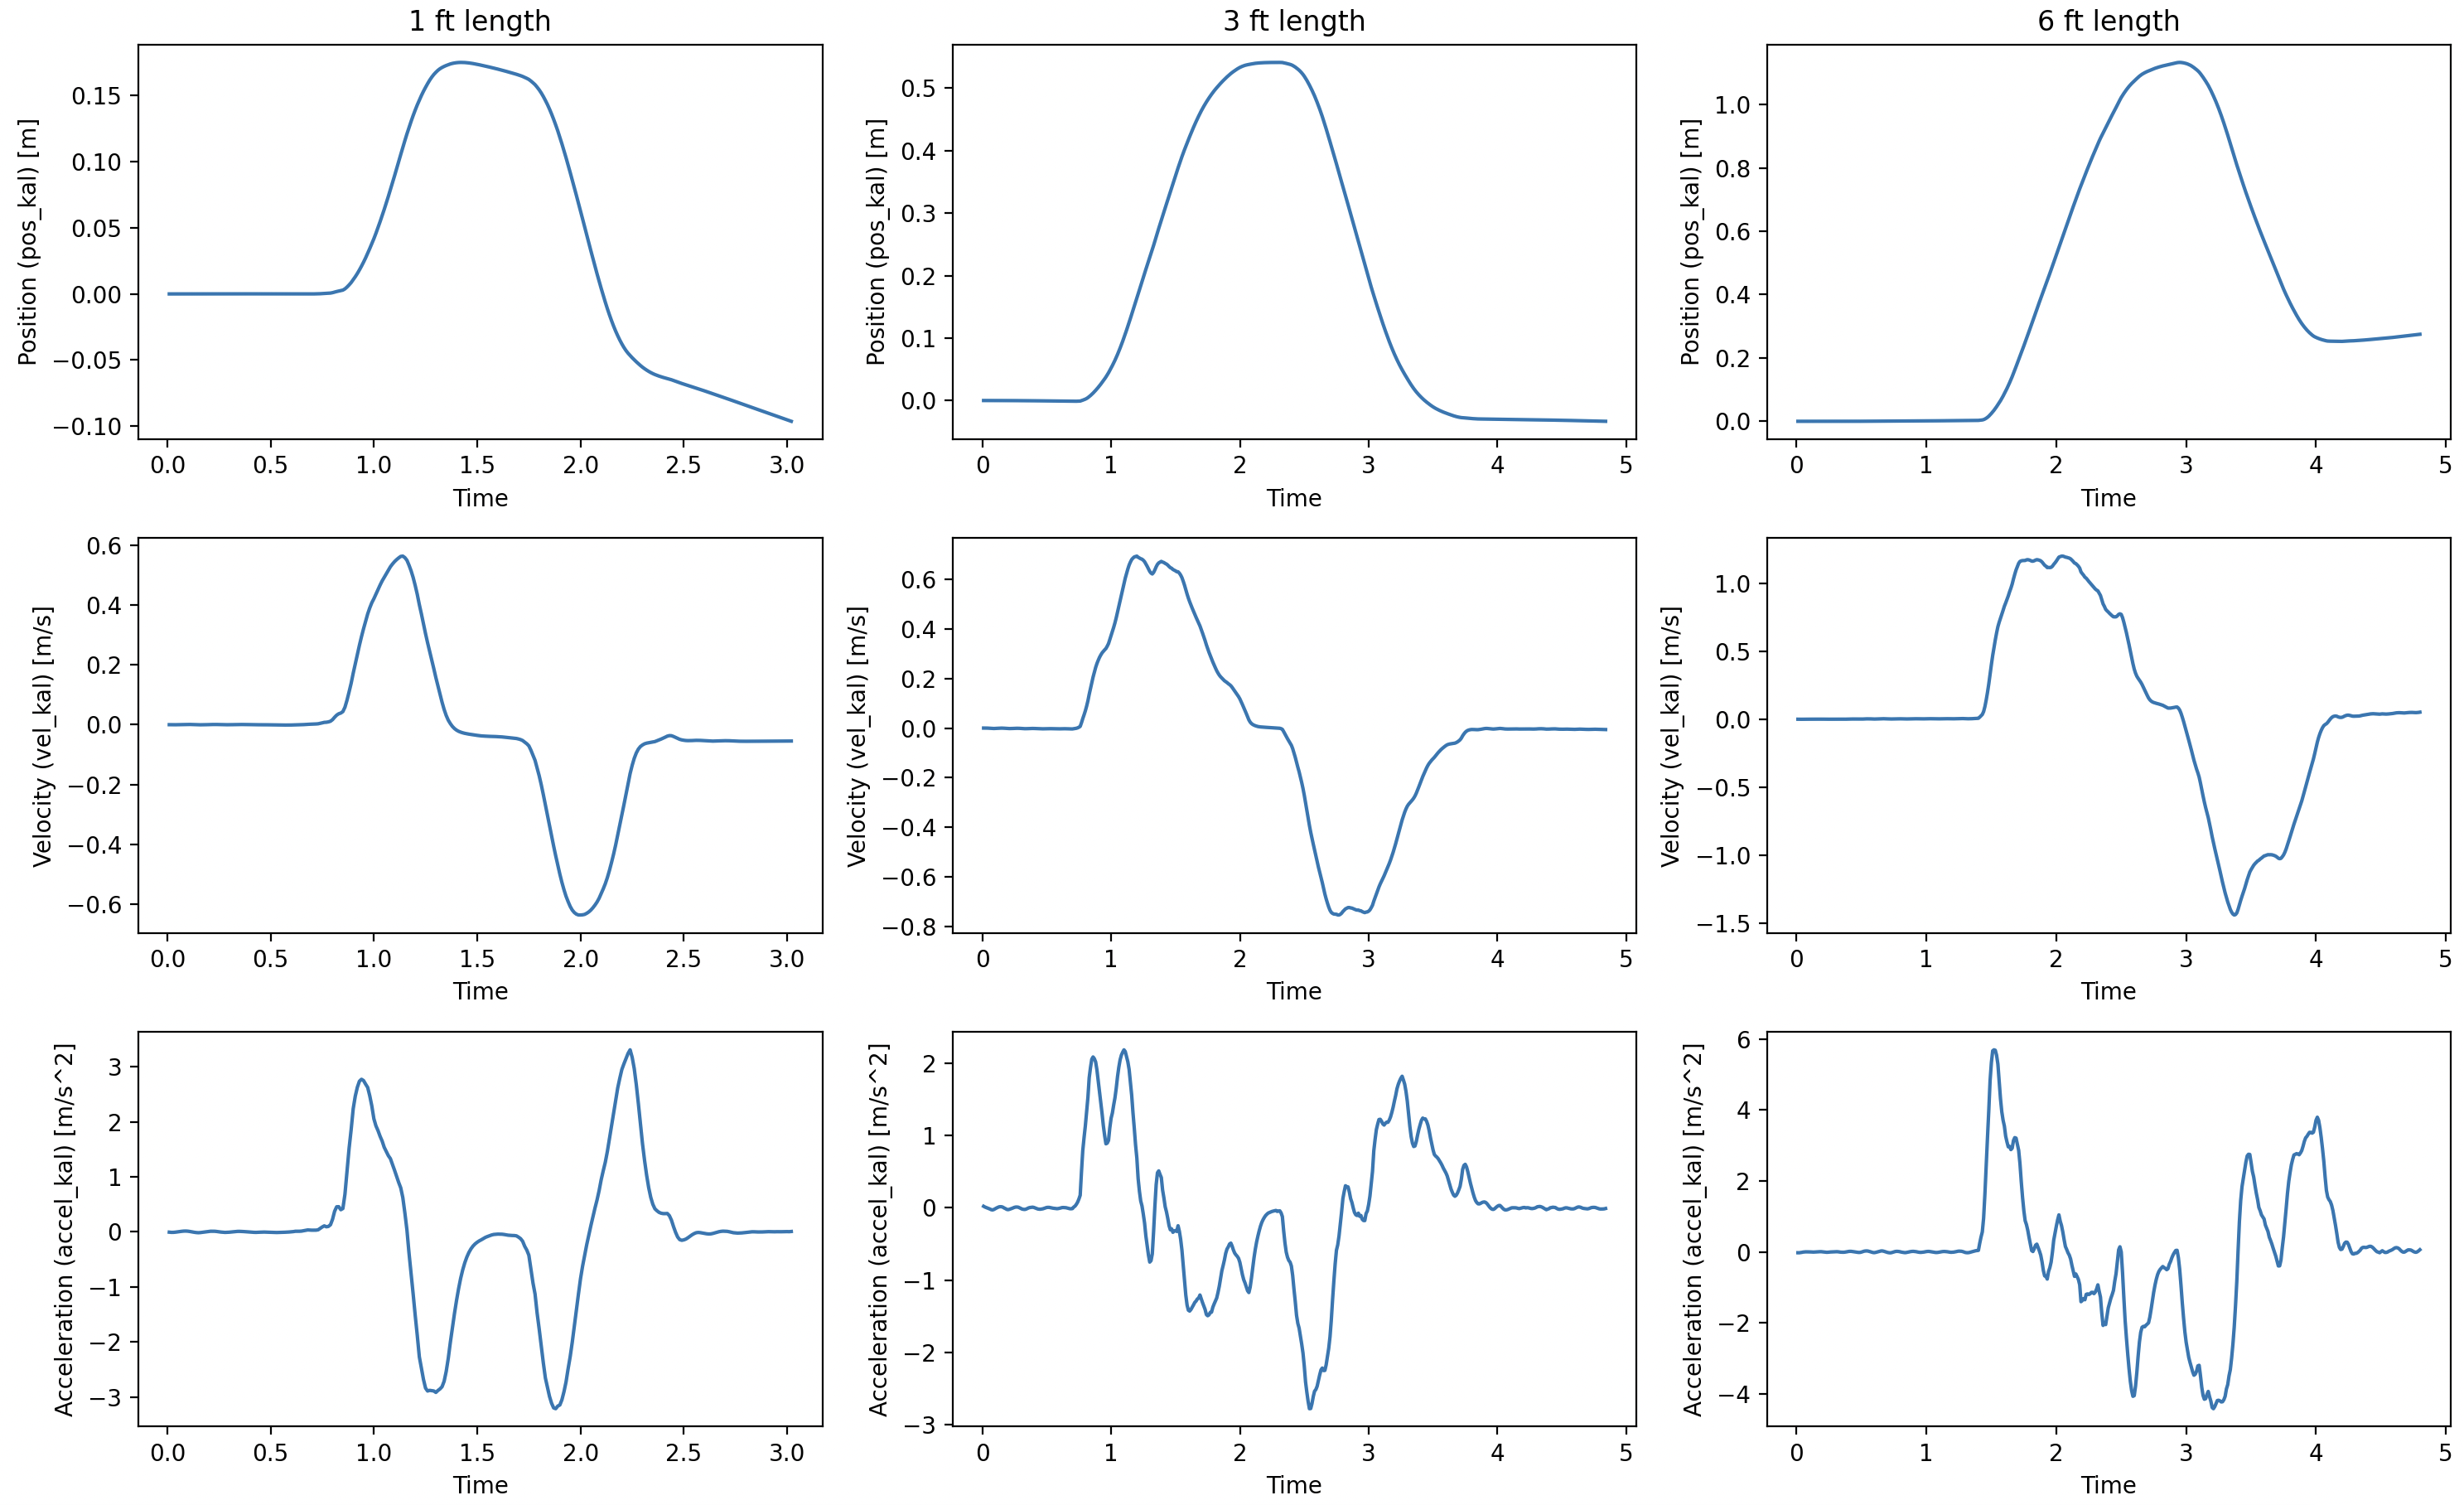 1 ft length
3 ft length
6 ft length
Position (pos_kal) [m]
0.15
0.10
0.05
0.00
−0.05
−0.10
0.0 0.5 1.0 1.5 2.0 2.5 3.0
Time
Position (pos_kal) [m]
0.5
0.4
0.3
0.2
0.1
0.0
0 1 2 3 4 5
Time
Position (pos_kal) [m]
1.0
0.8
0.6
0.4
0.2
0.0
0 1 2 3 4 5
Time
Velocity (vel_kal) [m/s]
0.6
0.4
0.2
0.0
−0.2
−0.4
−0.6
0.0 0.5 1.0 1.5 2.0 2.5 3.0
Time
Velocity (vel_kal) [m/s]
0.6
0.4
0.2
0.0
−0.2
−0.4
−0.6
−0.8
0 1 2 3 4 5
Time
Velocity (vel_kal) [m/s]
1.0
0.5
0.0
−0.5
−1.0
−1.5
0 1 2 3 4 5
Time
Acceleration (accel_kal) [m/s^2]
3
2
1
0
−1
−2
−3
0.0 0.5 1.0 1.5 2.0 2.5 3.0
Time
Acceleration (accel_kal) [m/s^2]
2
1
0
−1
−2
−3
0 1 2 3 4 5
Time
Acceleration (accel_kal) [m/s^2]
6
4
2
0
−2
−4
0 1 2 3 4 5
Time